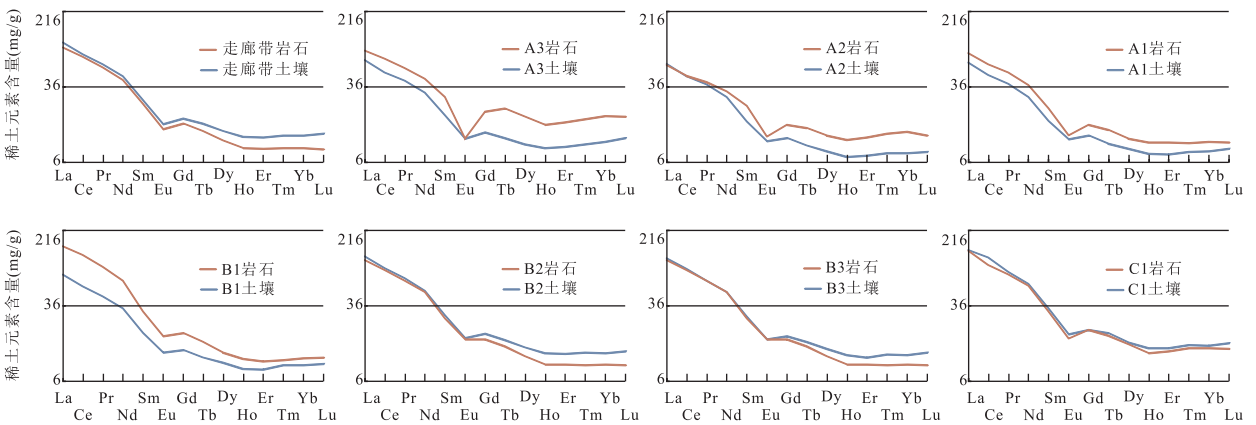 稀土元素含量(mg/g)
216
36
6
走廊带岩石
走廊带土壤
La Pr Sm Gd Dy Er Yb
Ce Nd Eu Tb Ho Tm Lu
216
36
6
A3岩石
A3土壤
La Pr Sm Gd Dy Er Yb
Ce Nd Eu Tb Ho Tm Lu
216
36
6
A2岩石
A2土壤
La Pr Sm Gd Dy Er Yb
Ce Nd Eu Tb Ho Tm Lu
216
36
6
A1岩石
A1土壤
La Pr Sm Gd Dy Er Yb
Ce Nd Eu Tb Ho Tm Lu
稀土元素含量(mg/g)
216
36
6
B1岩石
B1土壤
La Pr Sm Gd Dy Er Yb
Ce Nd Eu Tb Ho Tm Lu
216
36
6
B2岩石
B2土壤
La Pr Sm Gd Dy Er Yb
Ce Nd Eu Tb Ho Tm Lu
216
36
6
B3岩石
B3土壤
La Pr Sm Gd Dy Er Yb
Ce Nd Eu Tb Ho Tm Lu
216
36
6
C1岩石
C1土壤
La Pr Sm Gd Dy Er Yb
Ce Nd Eu Tb Ho Tm Lu